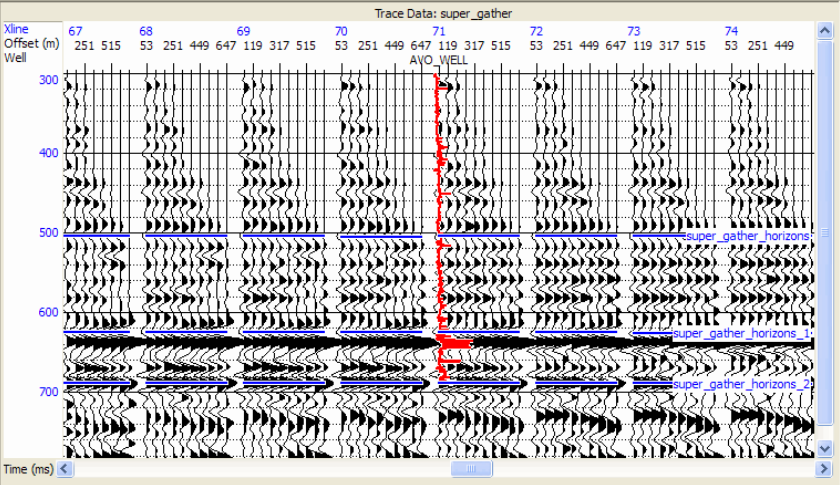 Trace Data: super_gather
Xline 67 68 69 70 71 72 73 74
Offset (m) 251 515 53 251 449 647 119 317 515 53 251 449 647 119 317 515 53 251 449 647 119 317 515 53 251 449
Well AVO_WELL
300
400
500
super_gather_horizons
600
super_gather_horizons_1
super_gather_horizons_2
700
Time (ms)